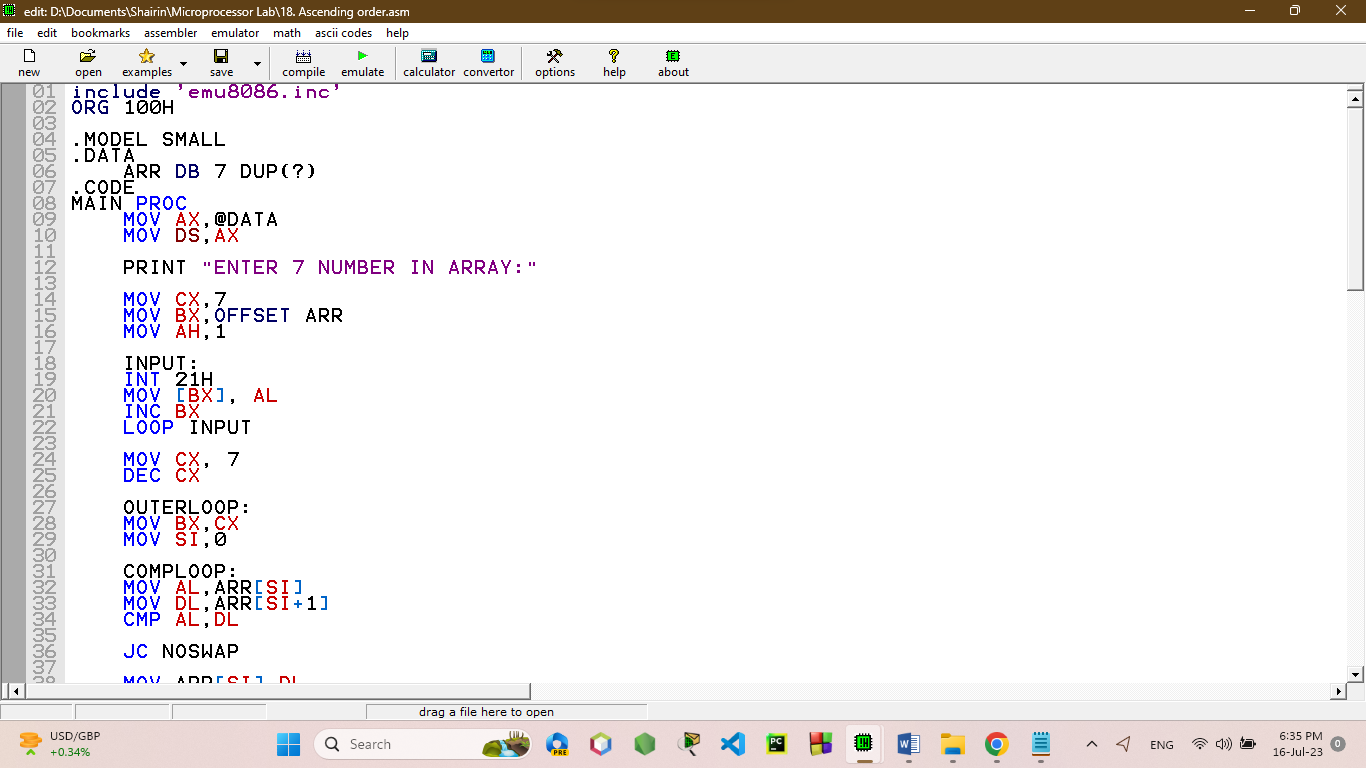 edit: D:\Documents\Shairin\Microprocessor Lab\18. Ascending order.asm
file edit bookmarks assembler emulator math ascii codes help
new open examples save compile emulate calculator convertor options help about
01 include 'emu8086.inc'
02 ORG 100H
03
04 .MODEL SMALL
05 .DATA
06 ARR DB 7 DUP(?)
07 .CODE
08 MAIN PROC
09 MOV AX,@DATA
10 MOV DS,AX
11
12 PRINT "ENTER 7 NUMBER IN ARRAY:"
13
14 MOV CX,7
15 MOV BX,OFFSET ARR
16 MOV AH,1
17
18 INPUT:
19 INT 21H
20 MOV [BX], AL
21 INC BX
22 LOOP INPUT
23
24 MOV CX, 7
25 DEC CX
26
27 OUTERLOOP:
28 MOV BX,CX
29 MOV SI,0
30
31 COMPLOOP:
32 MOV AL,ARR[SI]
33 MOV DL,ARR[SI+1]
34 CMP AL,DL
35
36 JC NOSWAP
37
38 MOV ARR[SI],DL
drag a file here to open
USD/GBP
+0.34%
Search
PRE
PC
ENG
6:35 PM
16-Jul-23
0